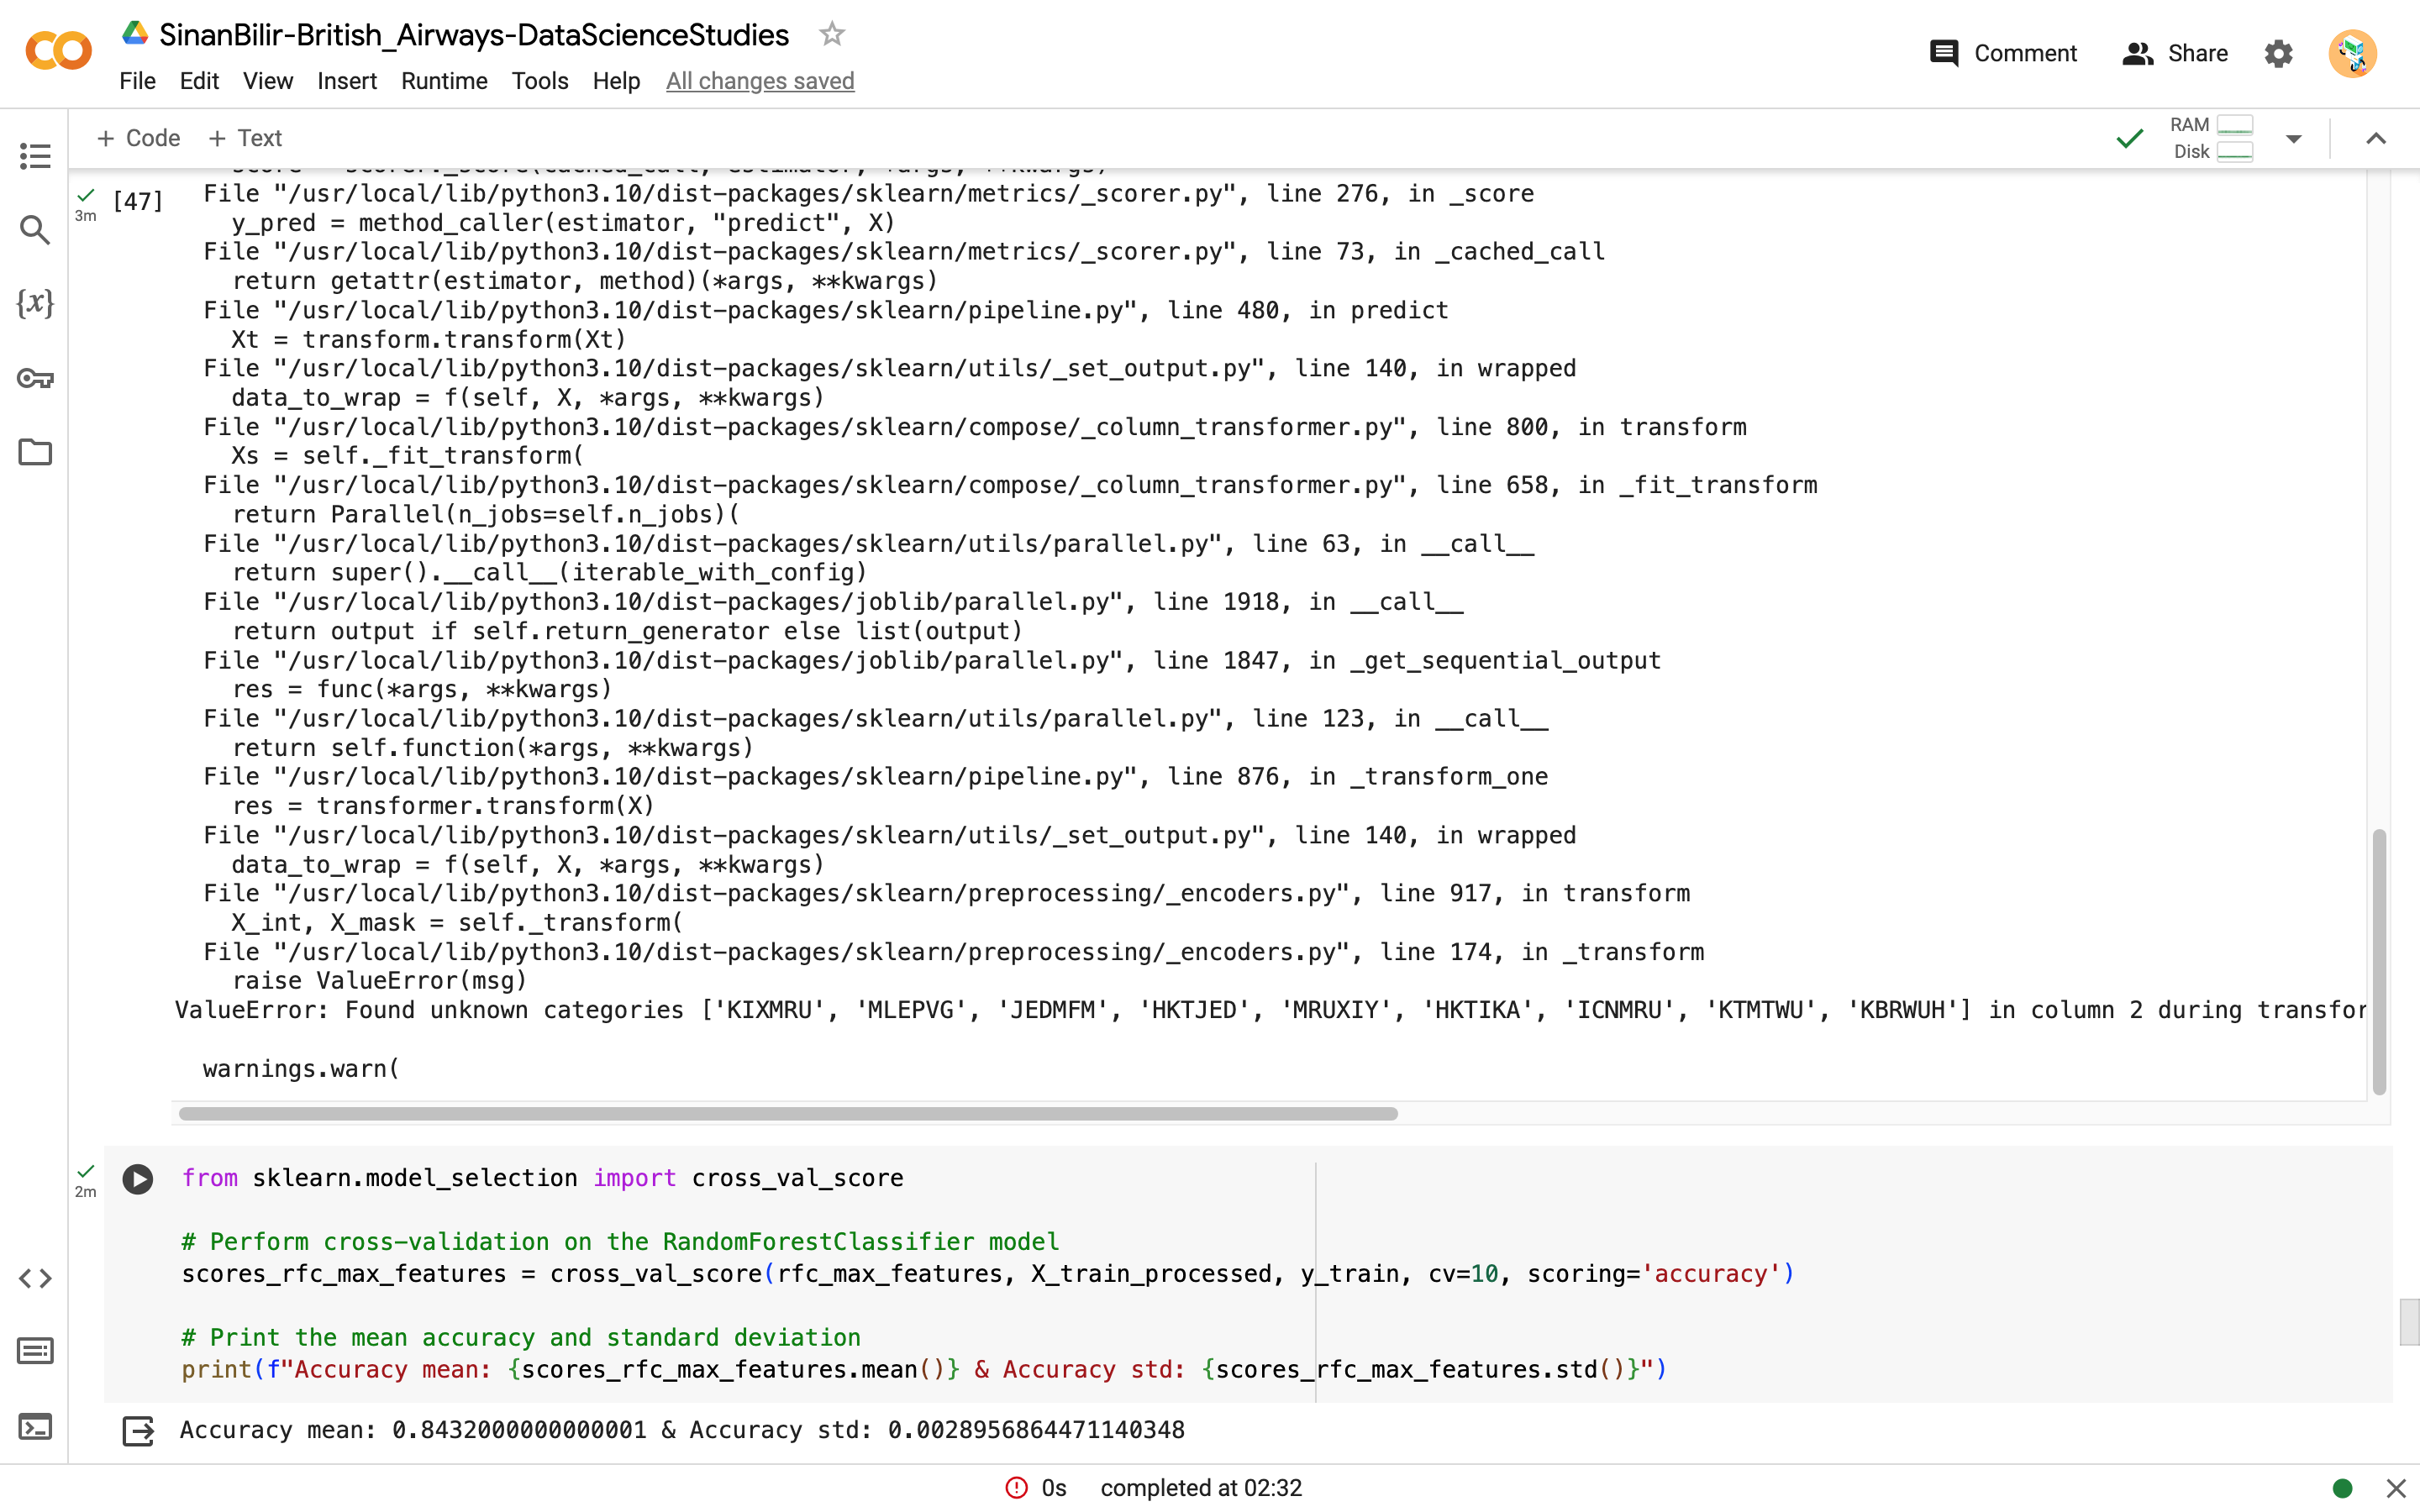 SinanBilir-British_Airways-DataScienceStudies
File Edit View Insert Runtime Tools Help All changes saved
Comment Share
+ Code + Text
RAM
Disk
3m
[47]
File "/usr/local/lib/python3.10/dist-packages/sklearn/metrics/_scorer.py", line 276, in _score
y_pred = method_caller(estimator, "predict", X)
File "/usr/local/lib/python3.10/dist-packages/sklearn/metrics/_scorer.py", line 73, in _cached_call
return getattr(estimator, method)(*args, **kwargs)
File "/usr/local/lib/python3.10/dist-packages/sklearn/pipeline.py", line 480, in predict
Xt = transform.transform(Xt)
File "/usr/local/lib/python3.10/dist-packages/sklearn/utils/_set_output.py", line 140, in wrapped
data_to_wrap = f(self, X, *args, **kwargs)
File "/usr/local/lib/python3.10/dist-packages/sklearn/compose/_column_transformer.py", line 800, in transform
Xs = self._fit_transform(
File "/usr/local/lib/python3.10/dist-packages/sklearn/compose/_column_transformer.py", line 658, in _fit_transform
return Parallel(n_jobs=self.n_jobs)(
File "/usr/local/lib/python3.10/dist-packages/sklearn/utils/parallel.py", line 63, in __call__
return super().__call__(iterable_with_config)
File "/usr/local/lib/python3.10/dist-packages/joblib/parallel.py", line 1918, in __call__
return output if self.return_generator else list(output)
File "/usr/local/lib/python3.10/dist-packages/joblib/parallel.py", line 1847, in _get_sequential_output
res = func(*args, **kwargs)
File "/usr/local/lib/python3.10/dist-packages/sklearn/utils/parallel.py", line 123, in __call__
return self.function(*args, **kwargs)
File "/usr/local/lib/python3.10/dist-packages/sklearn/pipeline.py", line 876, in _transform_one
res = transformer.transform(X)
File "/usr/local/lib/python3.10/dist-packages/sklearn/utils/_set_output.py", line 140, in wrapped
data_to_wrap = f(self, X, *args, **kwargs)
File "/usr/local/lib/python3.10/dist-packages/sklearn/preprocessing/_encoders.py", line 917, in transform
X_int, X_mask = self._transform(
File "/usr/local/lib/python3.10/dist-packages/sklearn/preprocessing/_encoders.py", line 174, in _transform
raise ValueError(msg)
ValueError: Found unknown categories ['KIXMRU', 'MLEPVG', 'JEDMFM', 'HKTJED', 'MRUXIY', 'HKTIKA', 'ICNMRU', 'KTMTWU', 'KBRWUH'] in column 2 during transfor
warnings.warn(
2m
from sklearn.model_selection import cross_val_score
# Perform cross-validation on the RandomForestClassifier model
scores_rfc_max_features = cross_val_score(rfc_max_features, X_train_processed, y_train, cv=10, scoring='accuracy')
# Print the mean accuracy and standard deviation
print(f"Accuracy mean: {scores_rfc_max_features.mean()} & Accuracy std: {scores_rfc_max_features.std()}")
Accuracy mean: 0.8432000000000001 & Accuracy std: 0.0028956864471140348
0s completed at 02:32